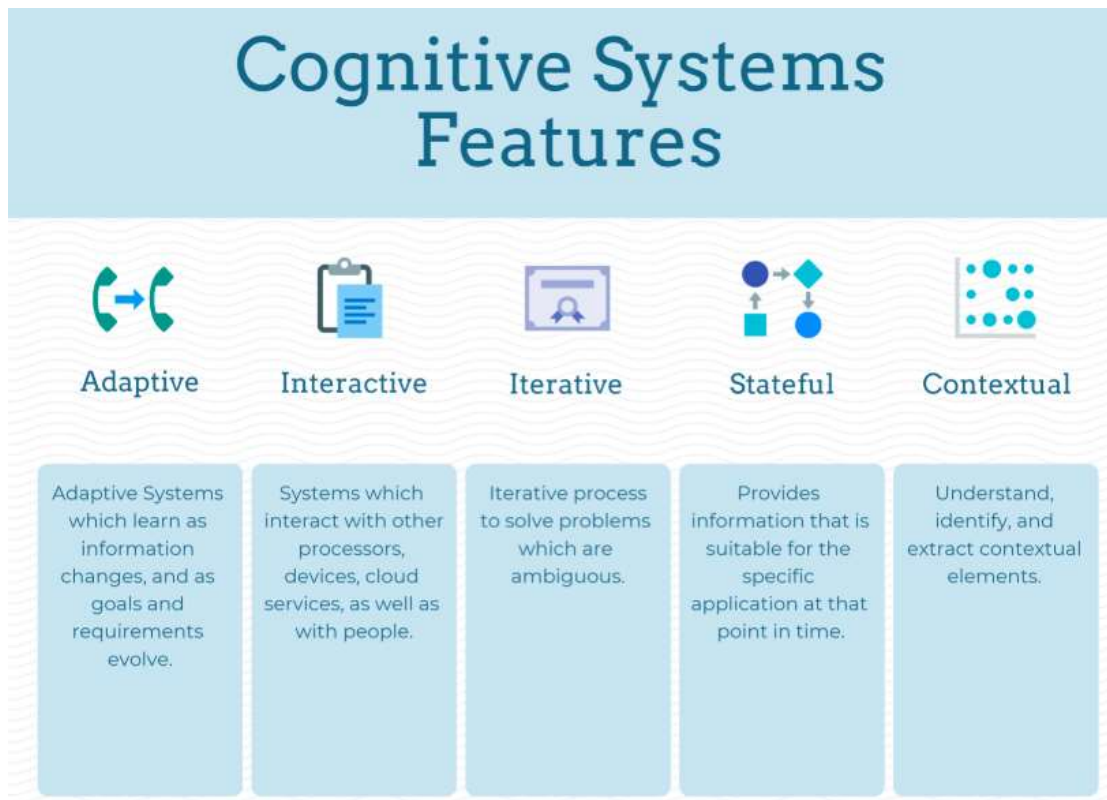 Cognitive Systems
Features
Adaptive
Interactive
Iterative
Stateful
Contextual
Adaptive Systems
which learn as
information
changes, and as
goals and
requirements
evolve.
Systems which
interact with other
processors,
devices, cloud
services, as well as
with people.
Iterative process
to solve problems
which are
ambiguous.
Provides
information that is
suitable for the
specific
application at that
point in time.
Understand,
identify, and
extract contextual
elements.